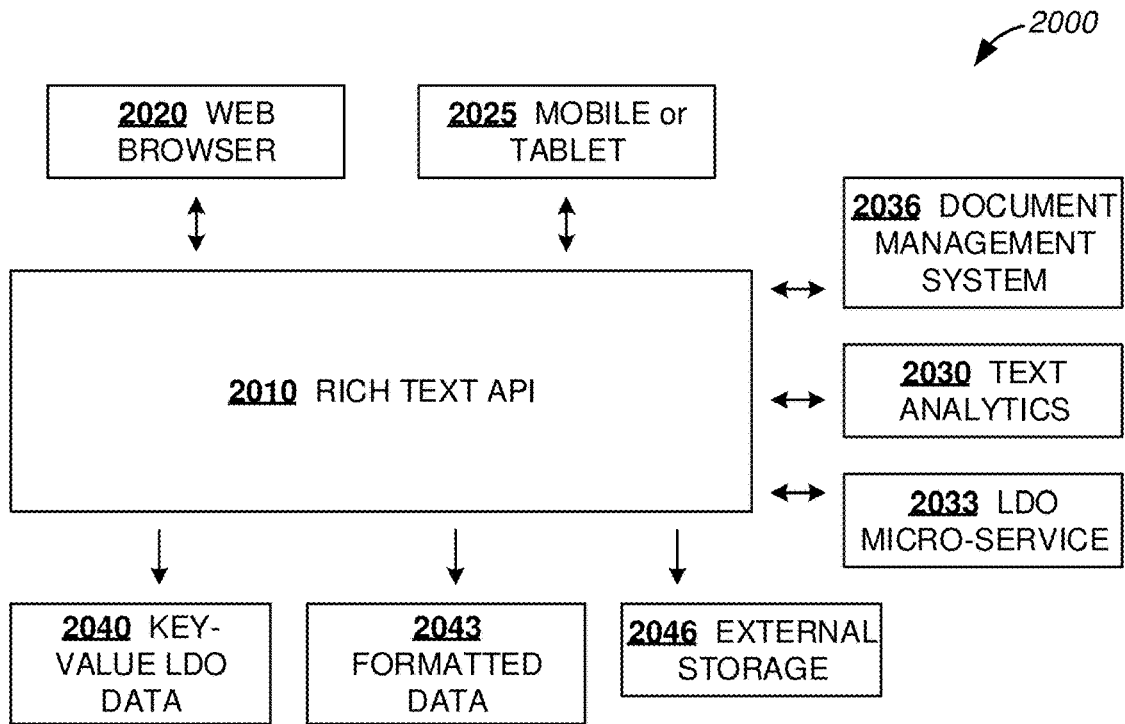 2000
2020 WEB
BROWSER
2025 MOBILE or
TABLET
2036 DOCUMENT
MANAGEMENT
SYSTEM
2010 RICH TEXT API
2030 TEXT
ANALYTICS
2033 LDO
MICRO-SERVICE
2040 KEY-
VALUE LDO
DATA
2043
FORMATTED
DATA
2046 EXTERNAL
STORAGE